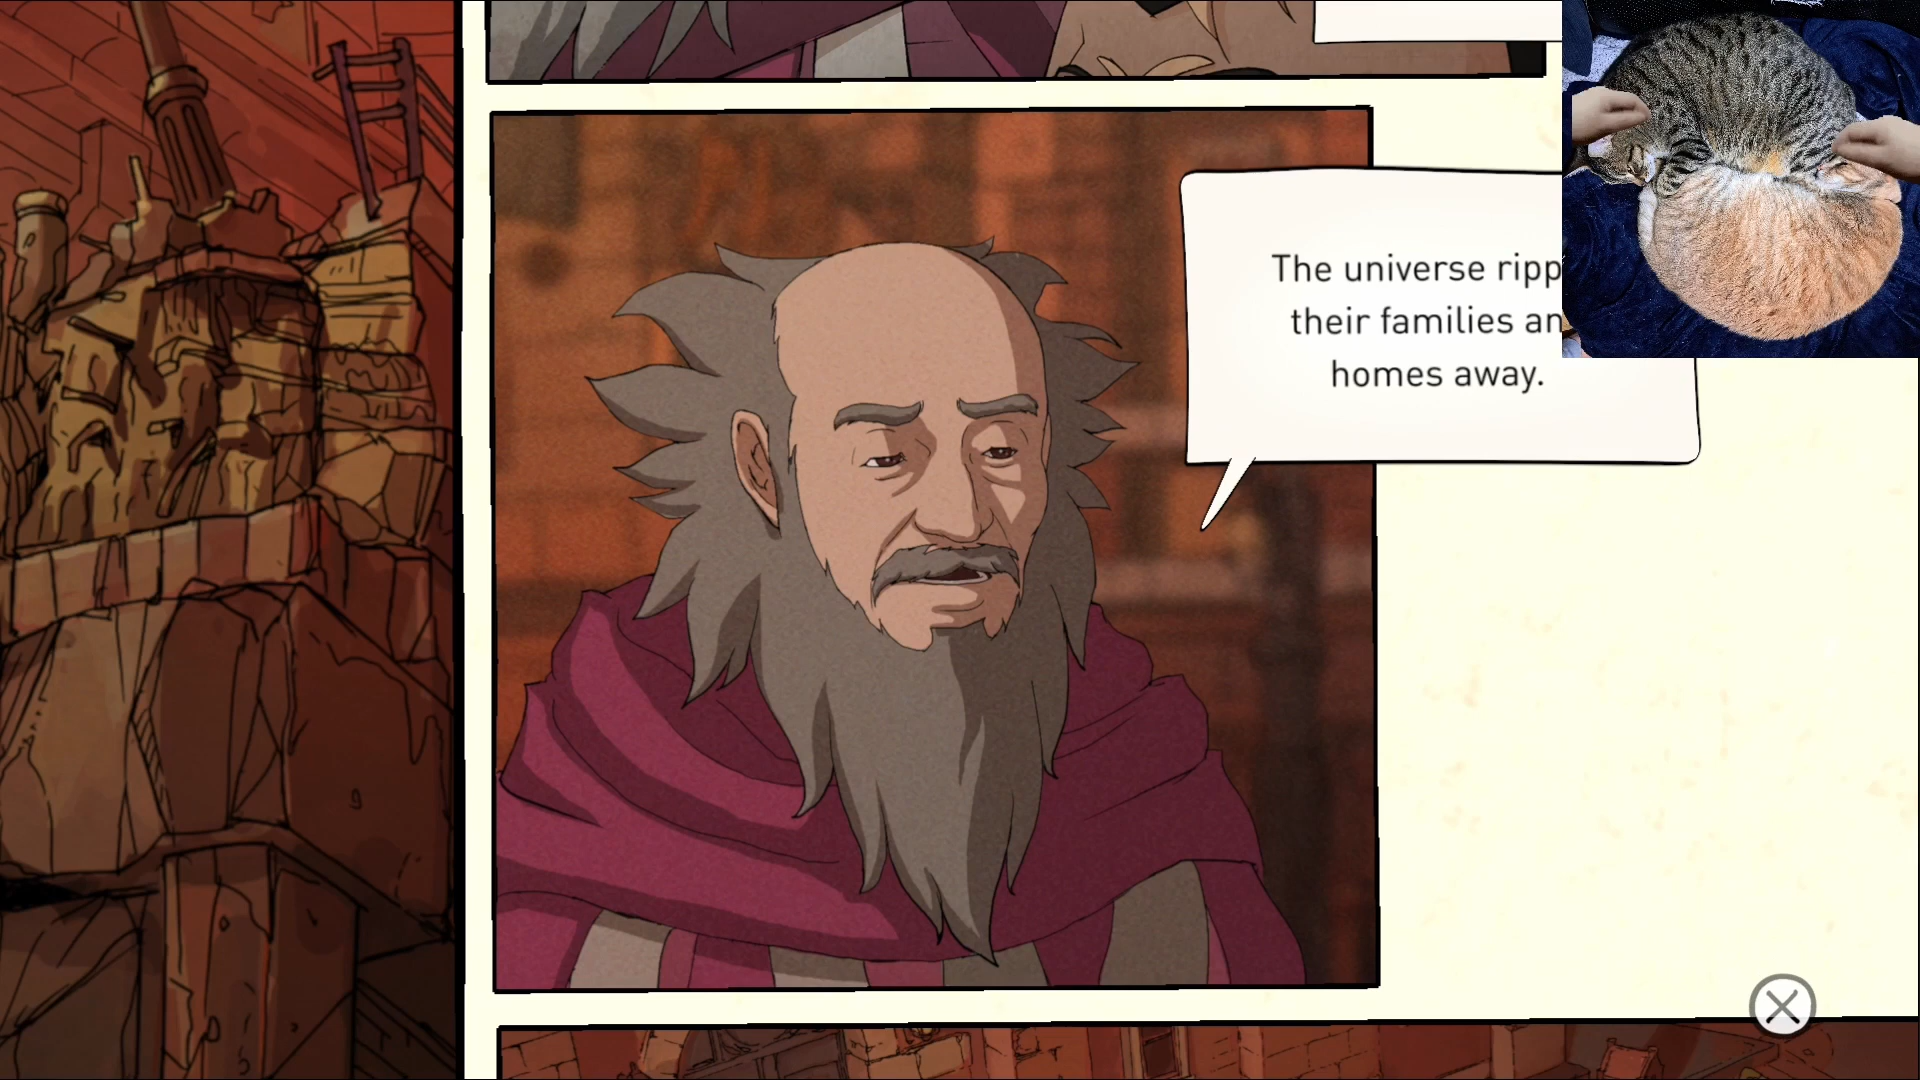 The universe ripp
their families an
homes away.